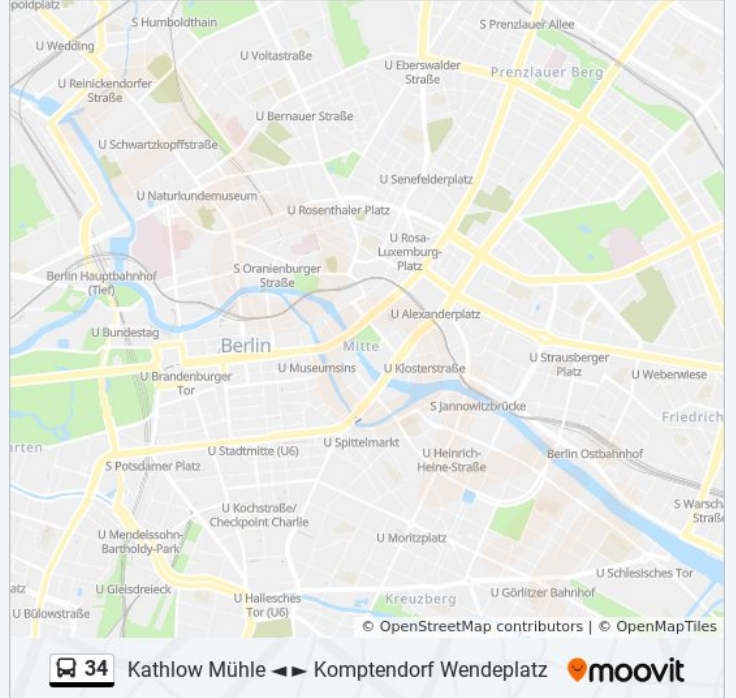 poldplatz
S Humboldthain
S Prenzlauer Allee
U Wedding
U Voltastraße
U Eberswalder
Straße
Prenzlauer Berg
U Reinickendorfer
Straße
U Bernauer Straße
U Schwartzkopffstraße
U Senefelderplatz
U Naturkundemuseum
U Rosenthaler Platz
U Rosa-
Luxemburg-
Platz
Berlin Hauptbahnhof
(Tief)
S Oranienburger
Straße
U Alexanderplatz
U Bundestag
Berlin
Mitte
U Museumsins
U Klosterstraße
U Strausberger
Platz
U Weberwiese
U Brandenburger
Tor
S Jannowitzbrücke
Friedrich
rten
U Stadtmitte (U6)
U Spittelmarkt
S Potsdamer Platz
U Heinrich-
Heine-Straße
Berlin Ostbahnhof
U Kochstraße/
Checkpoint Charlie
S Warsch
Straße
U Mendelssohn-
Bartholdy-Park
U Moritzplatz
U Schlesisches Tor
atz
U Gleisdreieck
U Hallesches
Tor (U6)
Kreuzberg
U Görlitzer Bahnhof
U Bülowstraße
© OpenStreetMap contributors | © OpenMapTiles
34 Kathlow Mühle ◄ ► Komptendorf Wendeplatz moovit